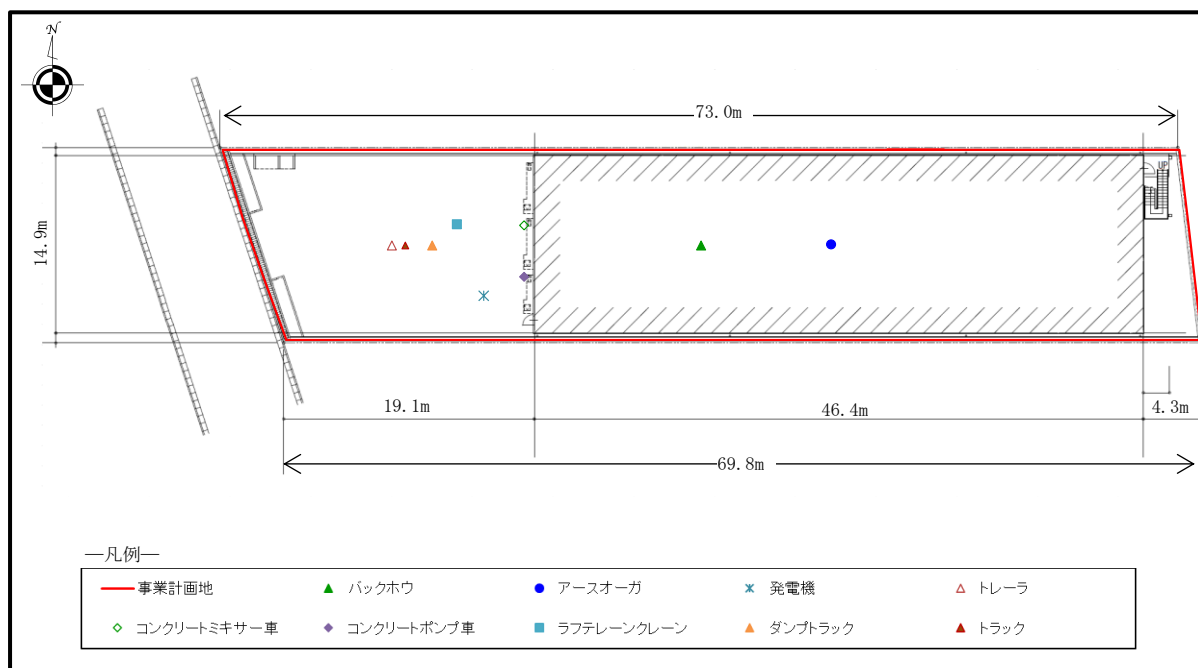 N
73.0m
UP
14.9m
19.1m
46.4m
4.3m
69.8m
―凡例―
事業計画地
バックホウ
アースオーガ
発電機
トレーラ
コンクリートミキサー車
コンクリートポンプ車
ラフテレーンクレーン
ダンプトラック
トラック